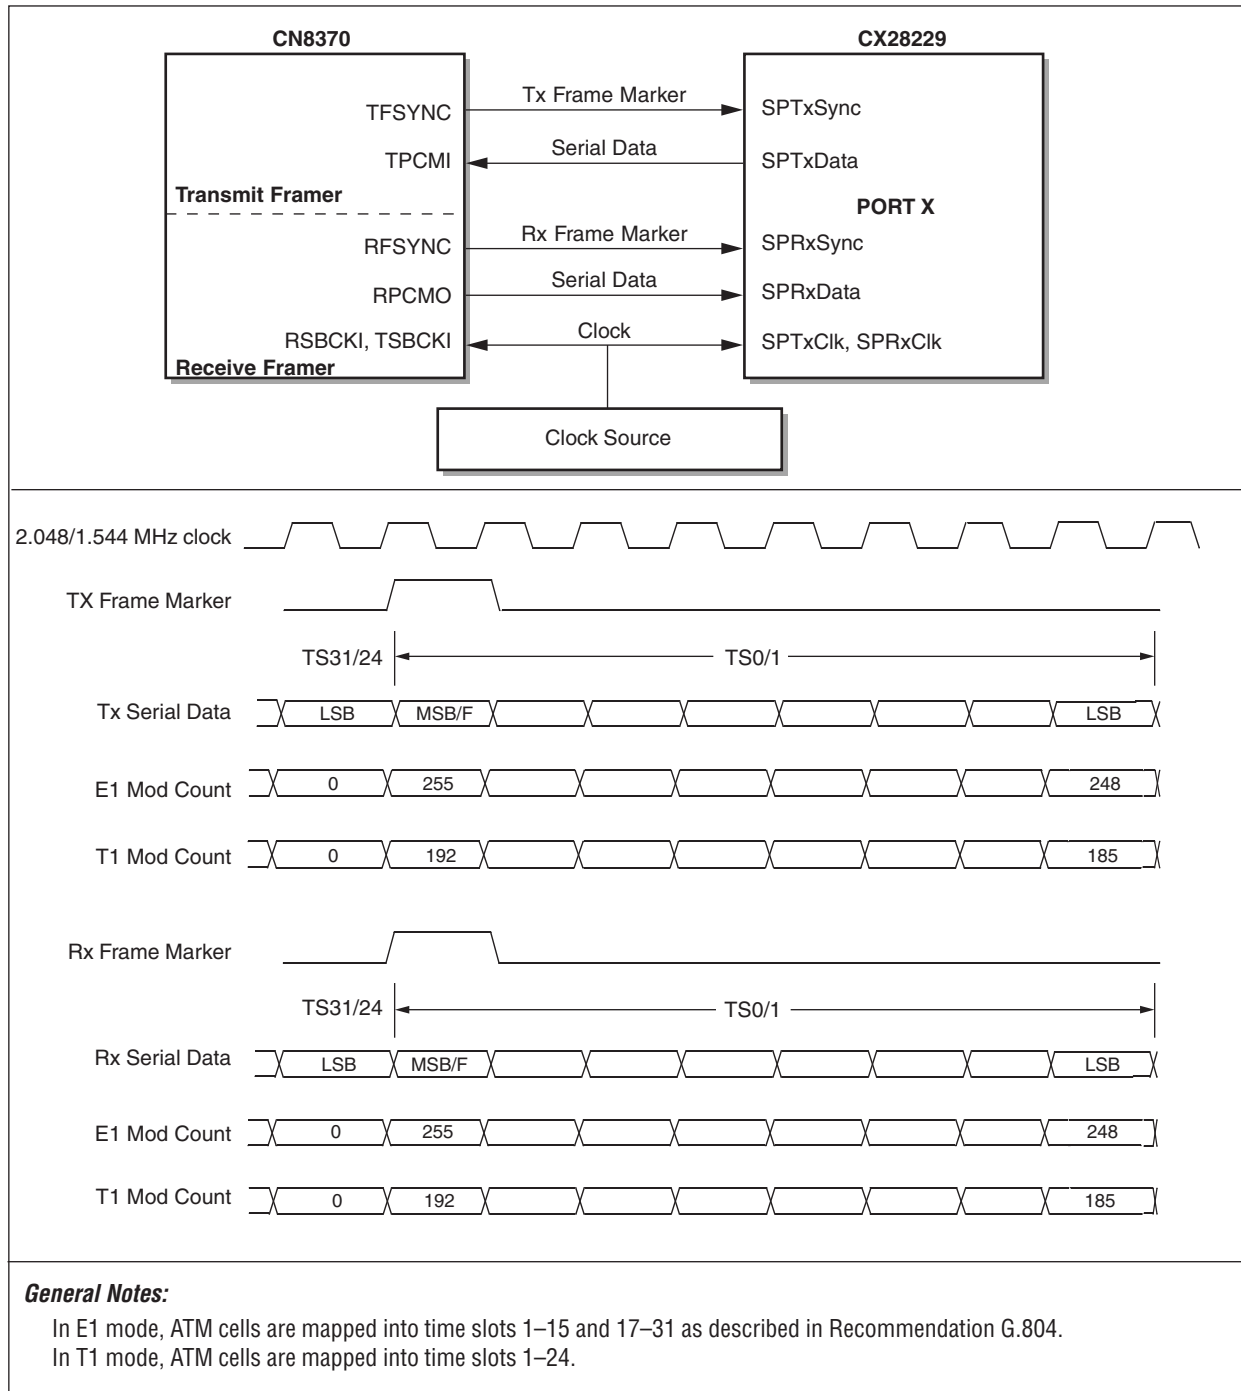 CN8370
CX28229
TFSYNC
Tx Frame Marker
SPTxSync
TPCMI
Serial Data
SPTxData
Transmit Framer
PORT X
RFSYNC
Rx Frame Marker
SPRxSync
RPCMO
Serial Data
SPRxData
RSBCKI, TSBCKI
Clock
SPTxClk, SPRxClk
Receive Framer
Clock Source
2.048/1.544 MHz clock
TX Frame Marker
TS31/24
TS0/1
Tx Serial Data
LSB
MSB/F
LSB
E1 Mod Count
0
255
248
T1 Mod Count
0
192
185
Rx Frame Marker
TS31/24
TS0/1
Rx Serial Data
LSB
MSB/F
LSB
E1 Mod Count
0
255
248
T1 Mod Count
0
192
185
General Notes:
In E1 mode, ATM cells are mapped into time slots 1–15 and 17–31 as described in Recommendation G.804.
In T1 mode, ATM cells are mapped into time slots 1–24.